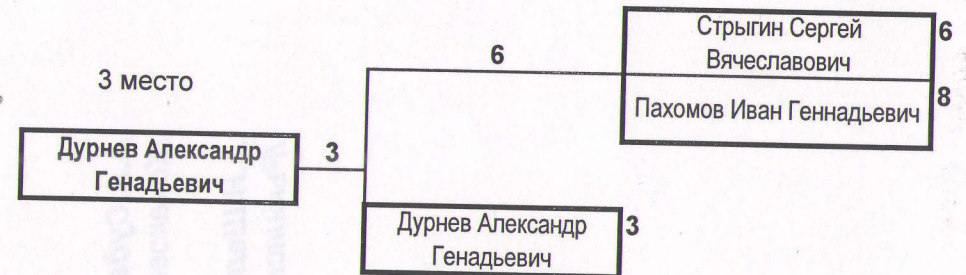 Стрыгин Сергей
Вячеславович
6
6
Пахомов Иван Геннадьевич
8
3 место
Дурнев Александр
Генадьевич
3
Дурнев Александр
Генадьевич
3